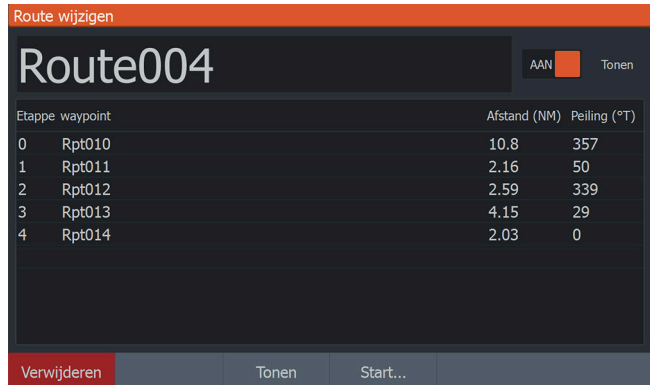 Route wijzigen
Route004
AAN Tonen
Etappe waypoint Afstand (NM) Peiling (°T)
0 Rpt010 10.8 357
1 Rpt011 2.16 50
2 Rpt012 2.59 339
3 Rpt013 4.15 29
4 Rpt014 2.03 0
Verwijderen Tonen Start...